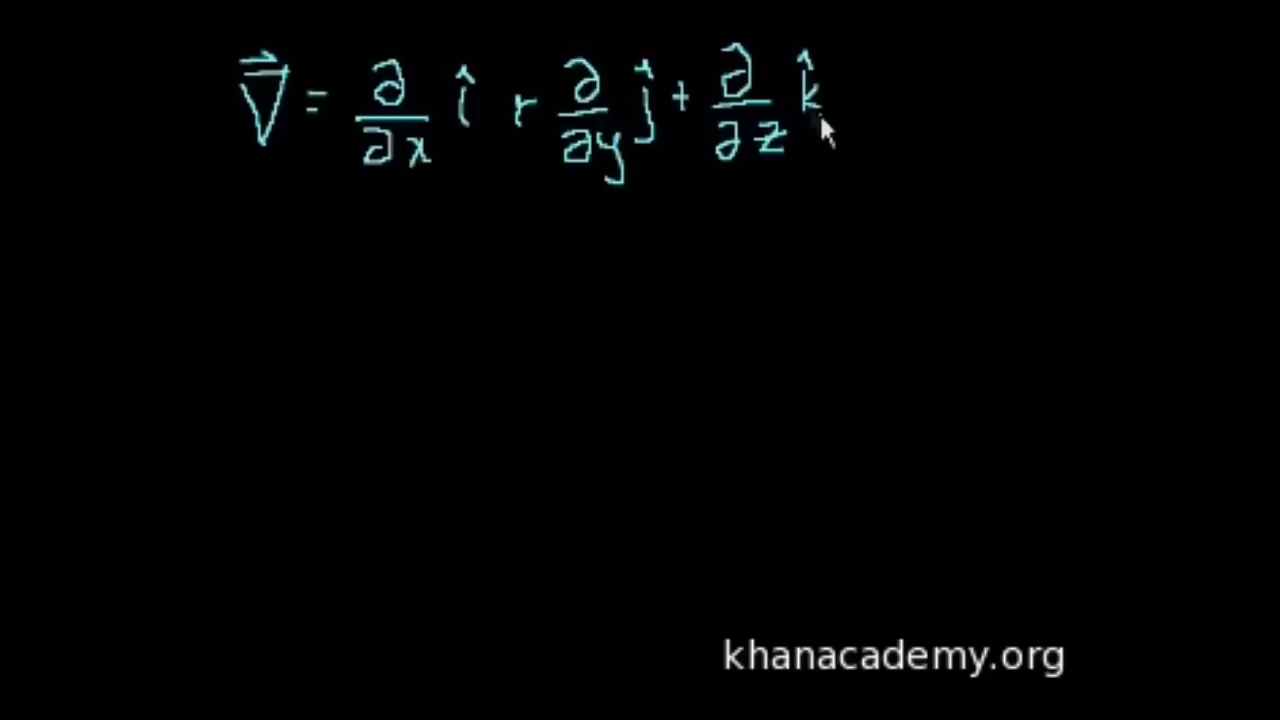 ∇⃗ = ∂/∂x î + ∂/∂y ĵ + ∂/∂z k̂
khanacademy.org